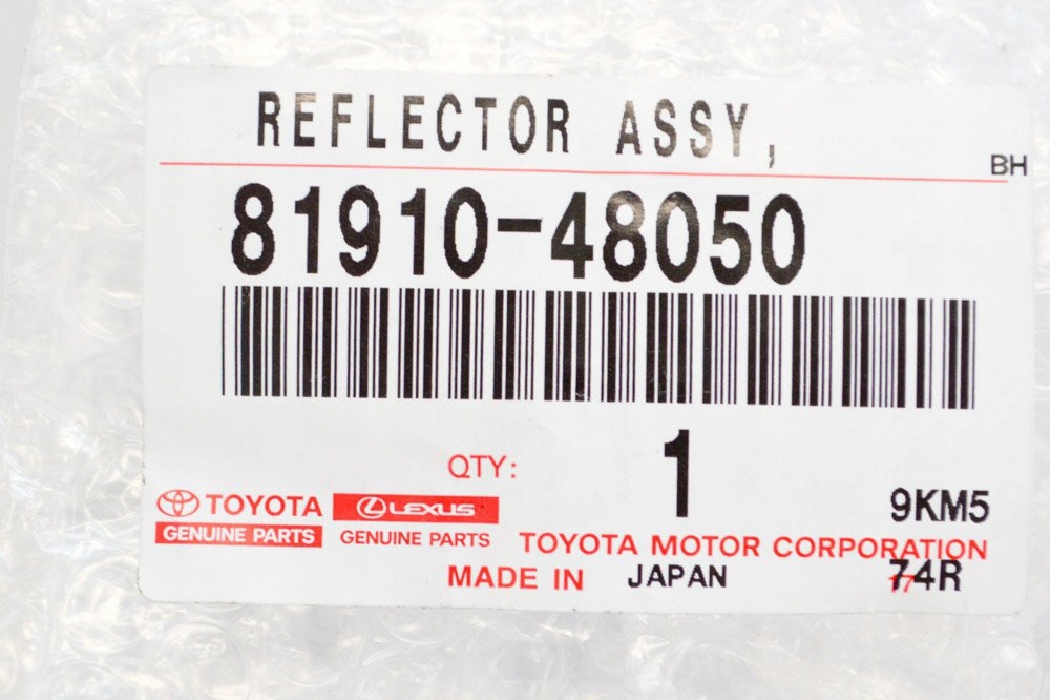 REFLECTOR ASSY,
BH
81910-48050
QTY: 1
9KM5
TOYOTA
GENUINE PARTS
LEXUS
GENUINE PARTS
TOYOTA MOTOR CORPORATION
MADE IN JAPAN
74R